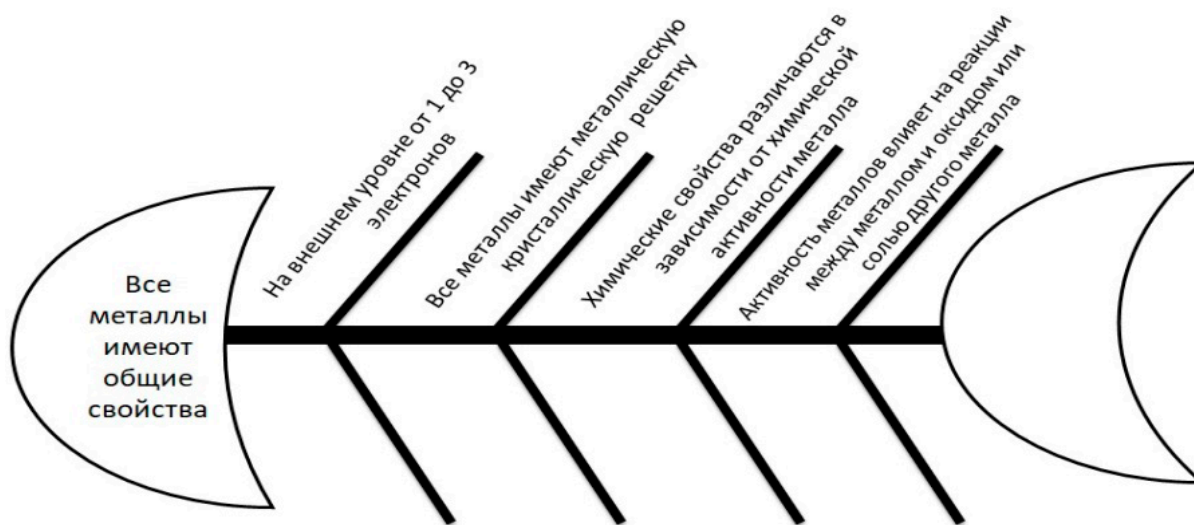 Все
металлы
имеют
общие
свойства
На внешнем уровне от 1 до 3
электронов
Все металлы имеют металлическую
кристаллическую решетку
Химические свойства различаются в
зависимости от химической
активности металла
Активность металлов влияет на реакции
между металлом и оксидом или
солью другого металла